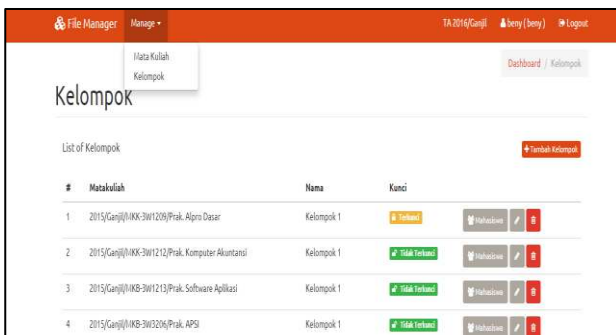 File Manager Manage TA 2016/Ganjil beny ( beny ) Logout
Mata Kuliah
Kelompok
Dashboard / Kelompok
Kelompok
List of Kelompok
+ Tambah Kelompok
# Matakuliah Nama Kunci
1 2015/Ganjil/MKK-3W1209/Prak. Alpro Dasar Kelompok 1 Terkunci Mahasiswa
2 2015/Ganjil/MKK-3W1212/Prak. Komputer Akuntansi Kelompok 1 Tidak Terkunci Mahasiswa
3 2015/Ganjil/MKB-3W1213/Prak. Software Aplikasi Kelompok 1 Tidak Terkunci Mahasiswa
4 2015/Ganjil/MKB-3W3206/Prak. APSI Kelompok 1 Tidak Terkunci Mahasiswa